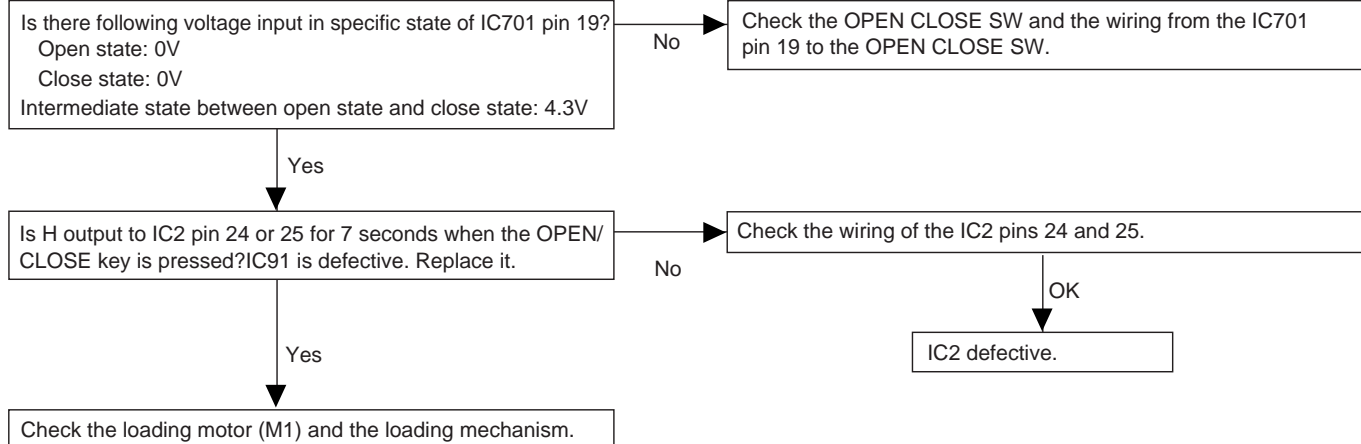 Is there following voltage input in specific state of IC701 pin 19?
Open state: 0V
Close state: 0V
Intermediate state between open state and close state: 4.3V
No
Check the OPEN CLOSE SW and the wiring from the IC701
pin 19 to the OPEN CLOSE SW.
Yes
Is H output to IC2 pin 24 or 25 for 7 seconds when the OPEN/
CLOSE key is pressed?IC91 is defective. Replace it.
No
Check the wiring of the IC2 pins 24 and 25.
OK
IC2 defective.
Yes
Check the loading motor (M1) and the loading mechanism.